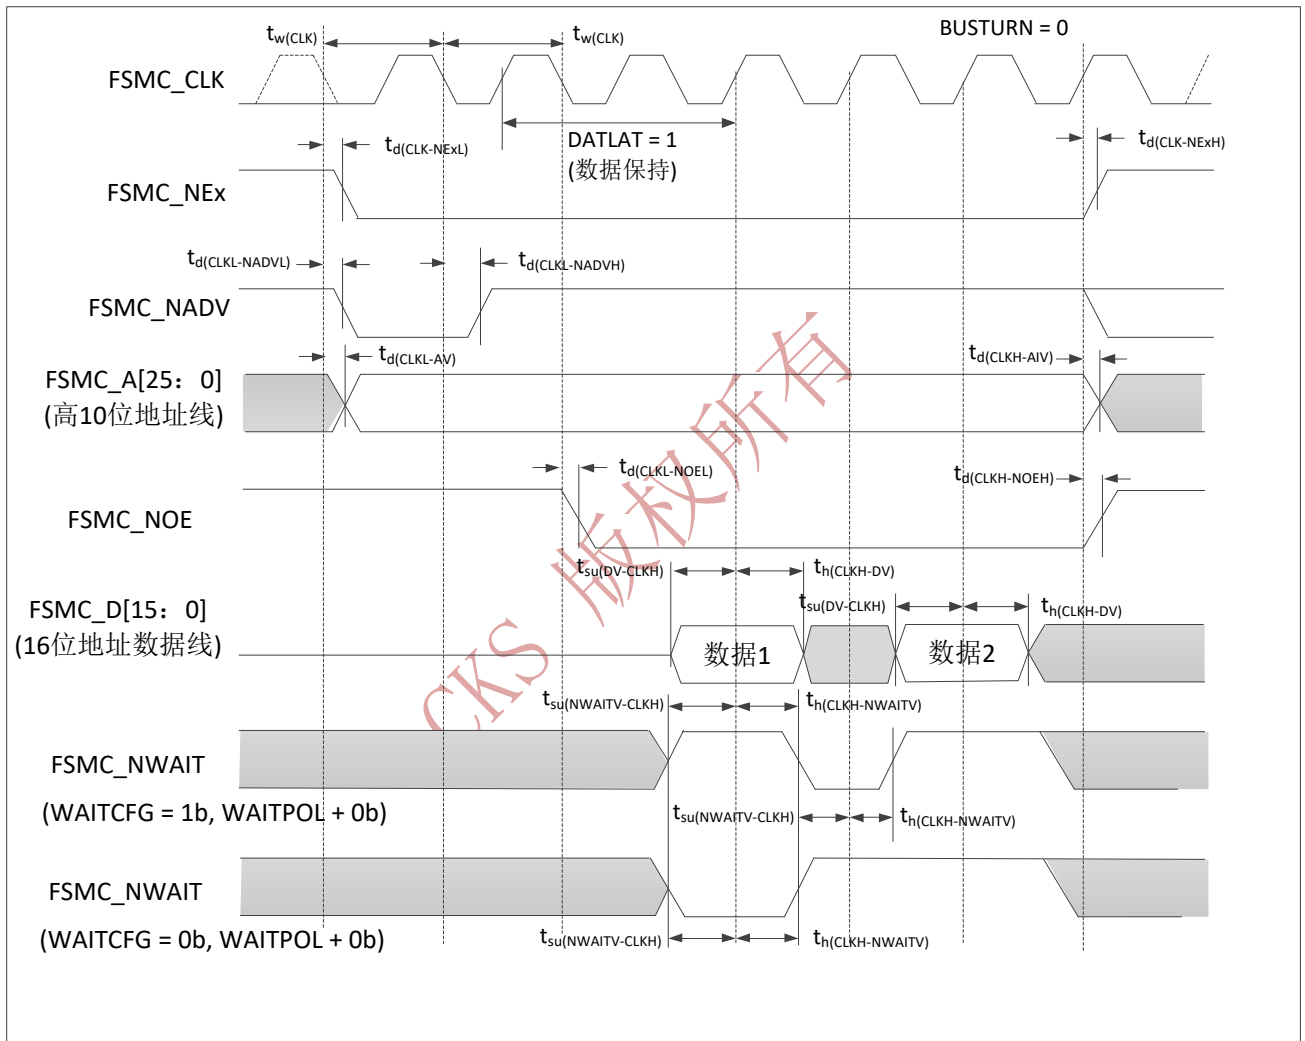 tw(CLK) tw(CLK) BUSTURN = 0
FSMC_CLK
DATLAT = 1
(数据保持)
td(CLK-NExL) td(CLK-NExH)
FSMC_NEx
td(CLKL-NADVL) td(CLKL-NADVH)
FSMC_NADV
td(CLKL-AV) td(CLKH-AIV)
FSMC_A[25：0]
(高10位地址线)
td(CLKL-NOEL) td(CLKH-NOEH)
FSMC_NOE
tsu(DV-CLKH) th(CLKH-DV)
tsu(DV-CLKH) th(CLKH-DV)
FSMC_D[15：0]
(16位地址数据线)
数据1 数据2
tsu(NWAITV-CLKH) th(CLKH-NWAITV)
FSMC_NWAIT
(WAITCFG = 1b, WAITPOL + 0b)
tsu(NWAITV-CLKH) th(CLKH-NWAITV)
FSMC_NWAIT
(WAITCFG = 0b, WAITPOL + 0b)
tsu(NWAITV-CLKH) th(CLKH-NWAITV)
CKS 版权所有